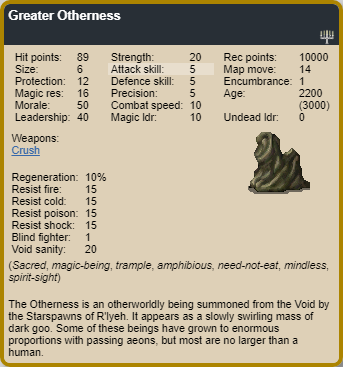 Greater Otherness
Hit points: 89 Strength: 20 Rec points: 10000
Size: 6 Attack skill: 5 Map move: 14
Protection: 12 Defence skill: 5 Encumbrance: 1
Magic res: 16 Precision: 5 Age: 2200
Morale: 50 Combat speed: 10 (3000)
Leadership: 40 Magic ldr: 10 Undead ldr: 0
Weapons:
Crush
Regeneration: 10%
Resist fire: 15
Resist cold: 15
Resist poison: 15
Resist shock: 15
Blind fighter: 1
Void sanity: 20
(Sacred, magic-being, trample, amphibious, need-not-eat, mindless,
spirit-sight)
The Otherness is an otherworldly being summoned from the Void by
the Starspawns of R'lyeh. It appears as a slowly swirling mass of
dark goo. Some of these beings have grown to enormous
proportions with passing aeons, but most are no larger than a
human.